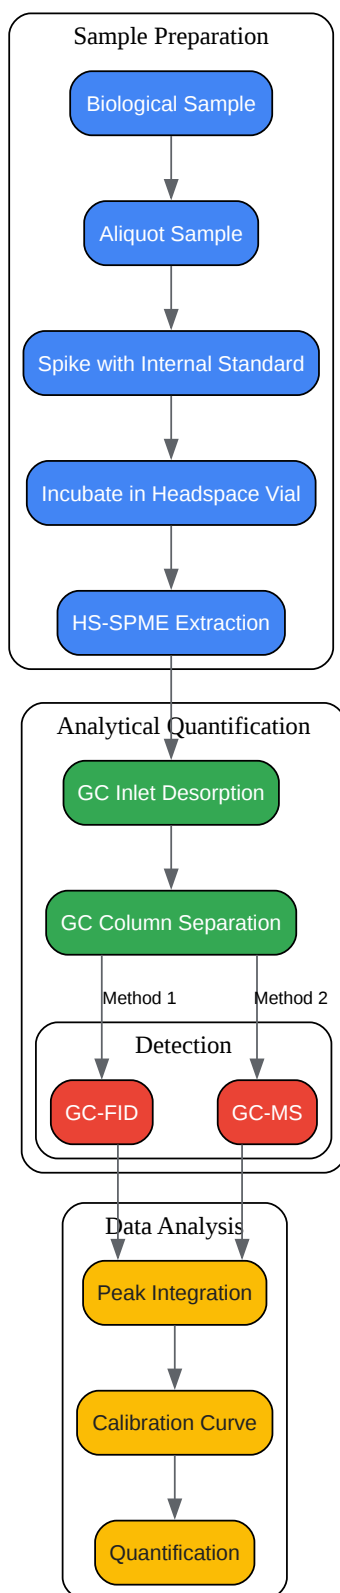 Sample Preparation
Biological Sample
Aliquot Sample
Spike with Internal Standard
Incubate in Headspace Vial
HS-SPME Extraction
Analytical Quantification
GC Inlet Desorption
GC Column Separation
Method 1
Method 2
Detection
GC-FID
GC-MS
Data Analysis
Peak Integration
Calibration Curve
Quantification